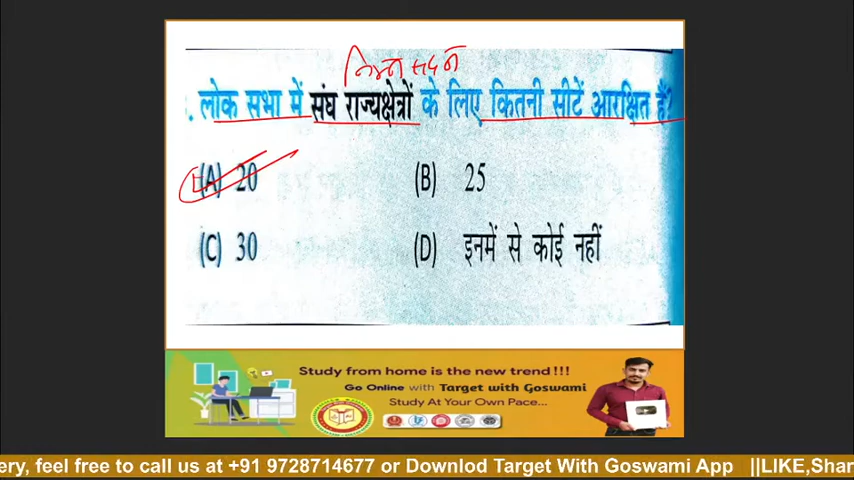 निम्न सदन
. लोक सभा में संघ राज्यक्षेत्रों के लिए कितनी सीटें आरक्षित हैं?
(A) 20 (B) 25
(C) 30 (D) इनमें से कोई नहीं
Study from home is the new trend !!!
Go Online with Target with Goswami
Study At Your Own Pace...
ery, feel free to call us at +91 9728714677 or Downlod Target With Goswami App ||LIKE,Shar